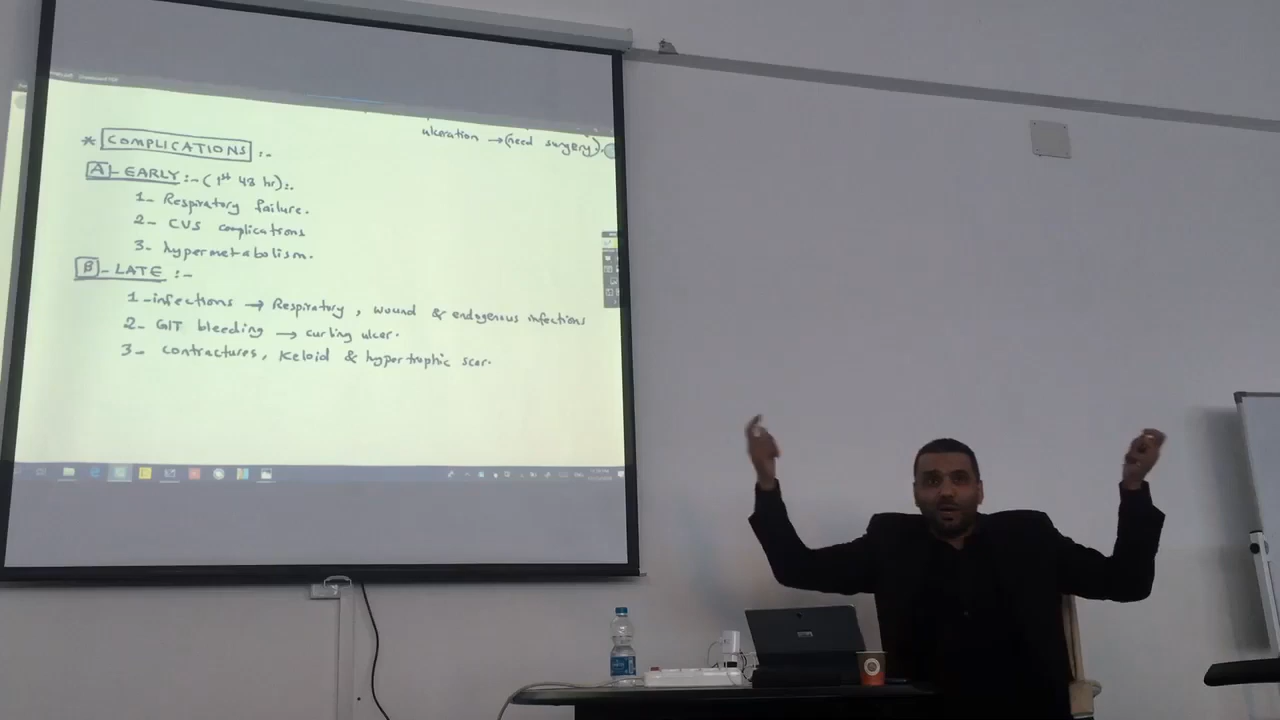 ulceration →(need surgery).
* COMPLICATIONS :-
A - EARLY :- (1st 48 hr):.
1- Respiratory failure.
2- CVS complications
3- hypermetabolism.
B - LATE :-
1-infections → Respiratory, wound & endogenous infections
2- GIT bleeding → curling ulcer.
3- contractures, Keloid & hypertrophic scar.